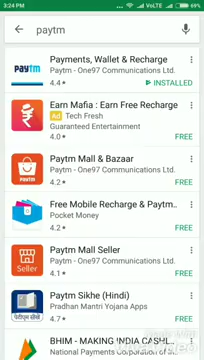 3:24 PM
VoLTE
69%
paytm
Payments, Wallet & Recharge
Paytm - One97 Communications Ltd.
4.4
INSTALLED
Earn Mafia : Earn Free Recharge
Ad Tech Fresh
Guaranteed Entertainment
4.0
FREE
Paytm Mall & Bazaar
Paytm - One97 Communications Ltd.
4.2
FREE
Free Mobile Recharge & Paytm..
Pocket Money
4.2
FREE
Paytm Mall Seller
Paytm - One97 Communications Ltd.
4.1
FREE
Paytm Sikhe (Hindi)
Pradhan Mantri Yojana Apps
4.7
FREE
BHIM - MAKING INDIA CASHL..
National Payments Corporation of